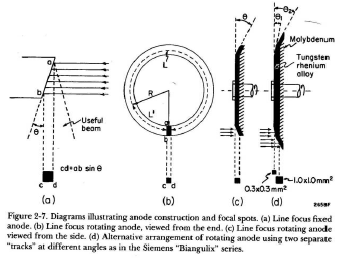 θ
θ₂
θ₁
Molybdenum
Tungsten
rhenium
alloy
L
R
L'
a
b
a
b
Useful
beam
θ
cd=ab sin θ
c d
c d
1.0x1.0mm²
0.3x0.3mm²
(a)
(b)
(c)
(d)
Figure 2-7. Diagrams illustrating anode construction and focal spots. (a) Line focus fixed
anode. (b) Line focus rotating anode, viewed from the end. (c) Line focus rotating anode
viewed from the side. (d) Alternative arrangement of rotating anode using two separate
"tracks" at different angles as in the Siemens "Biangulix" series.